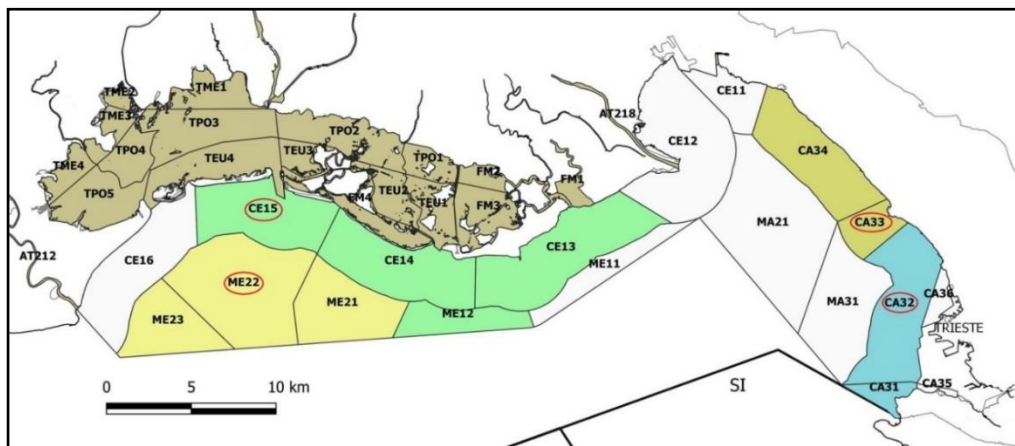 TME2
TME1
CE11
TME3
TPO3
AT218
TPO2
CE12
TPO4
CA34
TME4
TEU4
TEU3
TPO1
FM2
FM1
TPO5
TEU2
FM4
TEU1
FM3
CE15
CA33
MA21
CE13
AT212
CE16
CE14
ME11
ME22
CA36
ME21
MA31
CA32
ME23
ME12
TRIESTE
0 5 10 km
SI
CA31
CA35